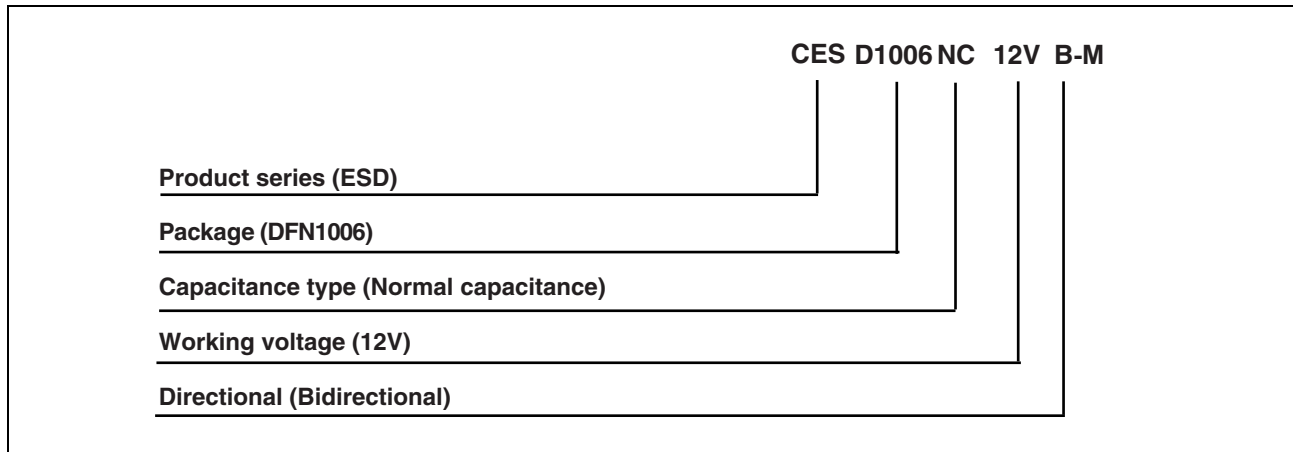 CES D1006 NC 12V B-M
Product series (ESD)
Package (DFN1006)
Capacitance type (Normal capacitance)
Working voltage (12V)
Directional (Bidirectional)